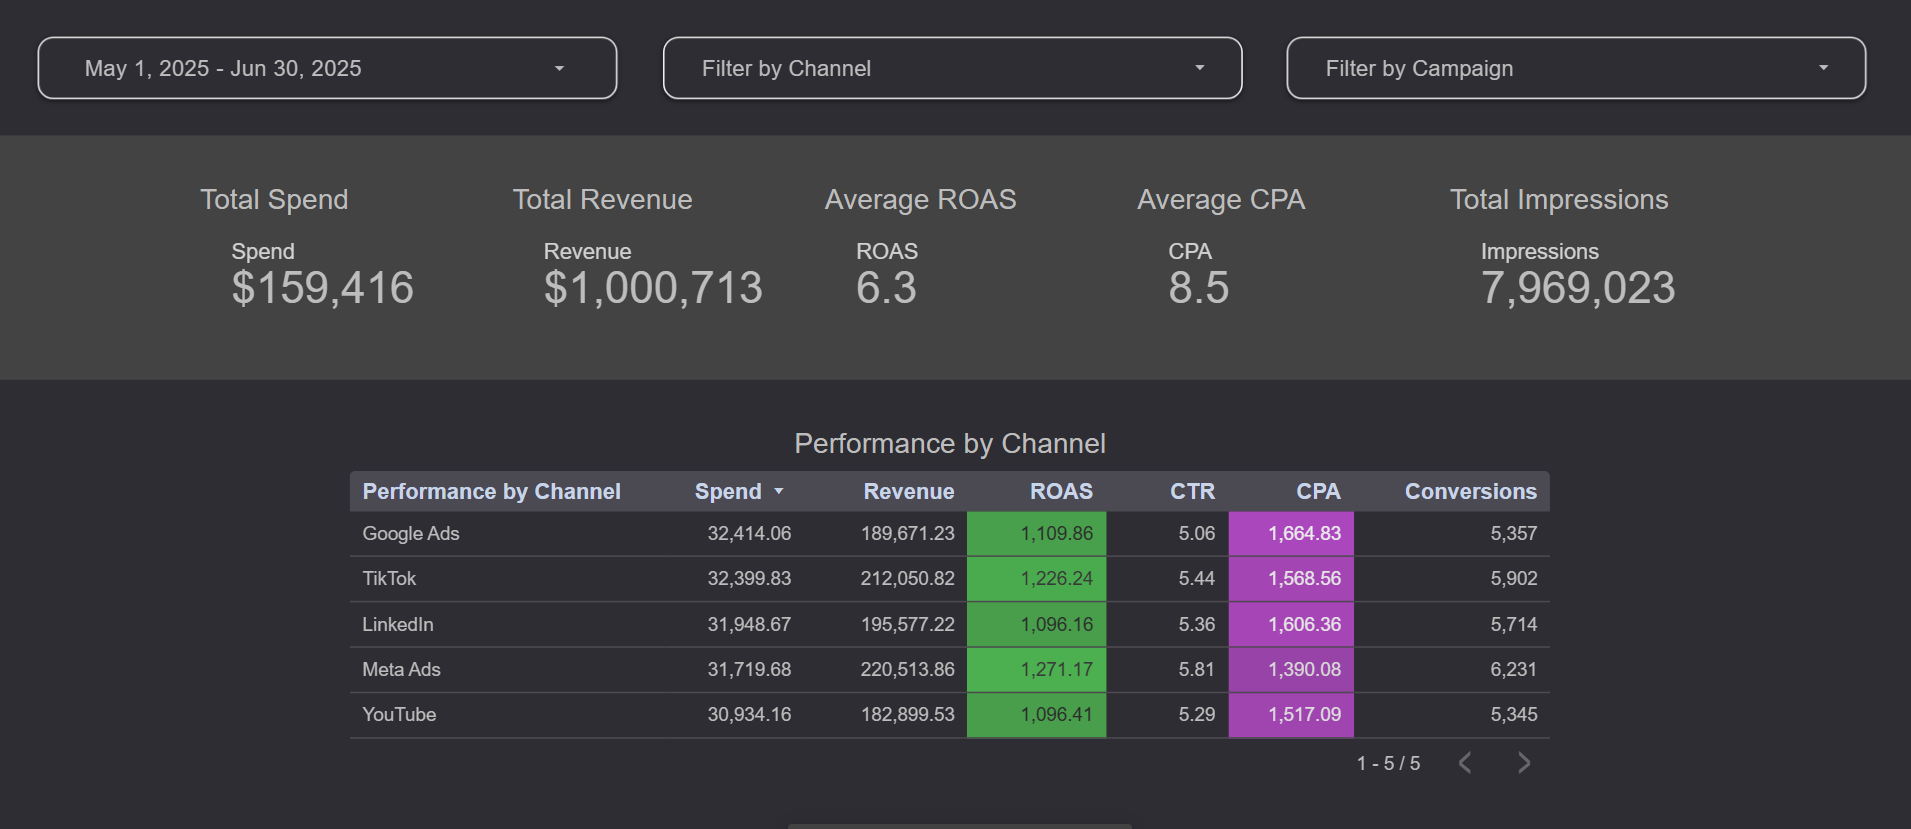 May 1, 2025 - Jun 30, 2025 Filter by Channel Filter by Campaign
Total Spend Total Revenue Average ROAS Average CPA Total Impressions
Spend Revenue ROAS CPA Impressions
$159,416 $1,000,713 6.3 8.5 7,969,023
Performance by Channel
Performance by Channel Spend Revenue ROAS CTR CPA Conversions
Google Ads 32,414.06 189,671.23 1,109.86 5.06 1,664.83 5,357
TikTok 32,399.83 212,050.82 1,226.24 5.44 1,568.56 5,902
LinkedIn 31,948.67 195,577.22 1,096.16 5.36 1,606.36 5,714
Meta Ads 31,719.68 220,513.86 1,271.17 5.81 1,390.08 6,231
YouTube 30,934.16 182,899.53 1,096.41 5.29 1,517.09 5,345
1 - 5 / 5